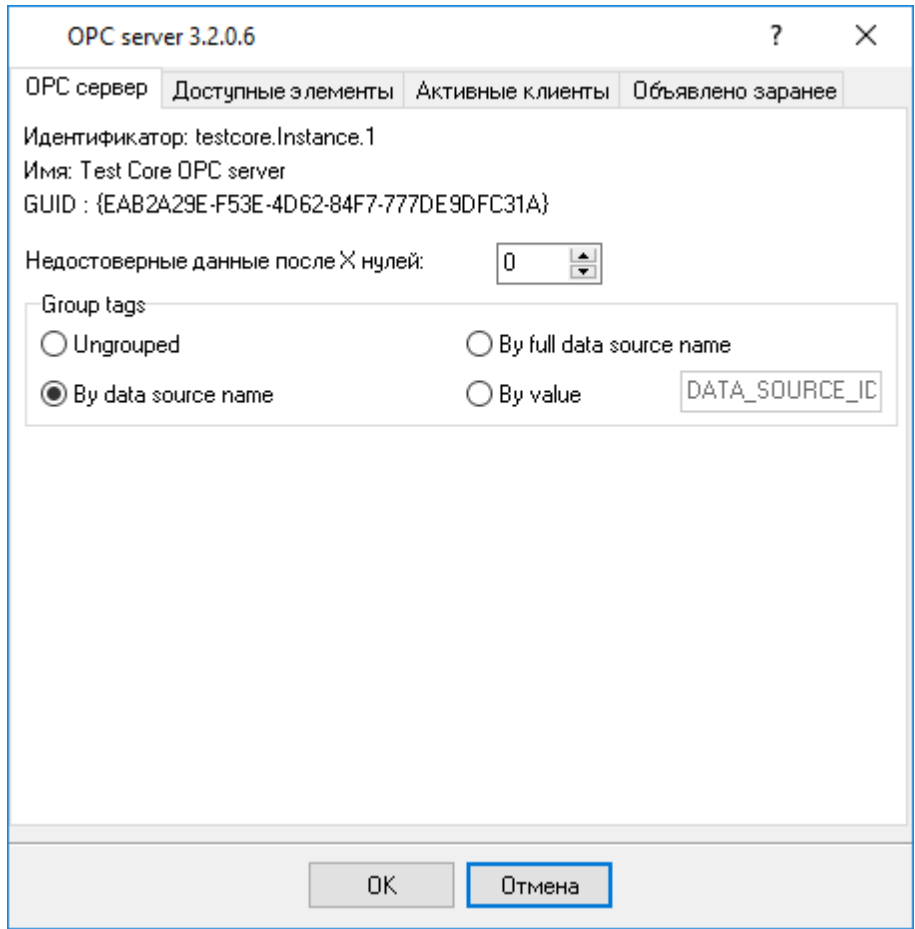 OPC server 3.2.0.6 ?
OPC сервер Доступные элементы Активные клиенты Объявлено заранее
Идентификатор: testcore.Instance.1
Имя: Test Core OPC server
GUID : {EAB2A29E-F53E-4D62-84F7-777DE9DFC31A}
Недостоверные данные после X нулей: 0
Group tags
Ungrouped By full data source name
By data source name By value DATA_SOURCE_ID
OK Отмена